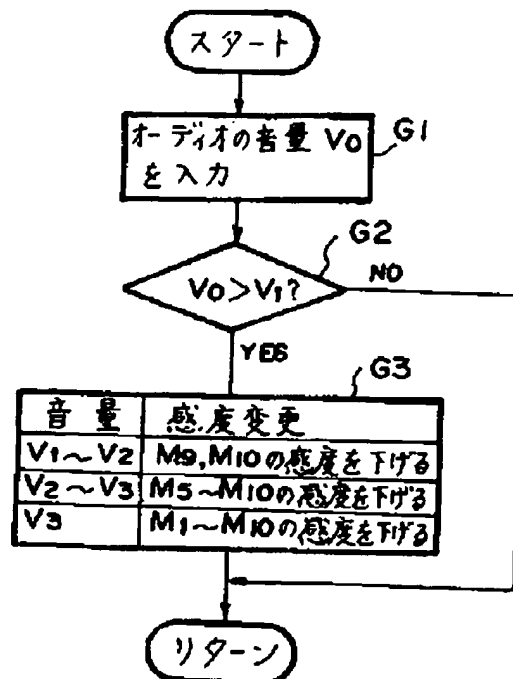 スタート
オーディオの音量 V0
を入力
G1
G2
V0>V1?
NO
YES
G3
音量 感度変更
V1～V2 M9,M10の感度を下げる
V2～V3 M5～M10の感度を下げる
V3 M1～M10の感度を下げる
リターン